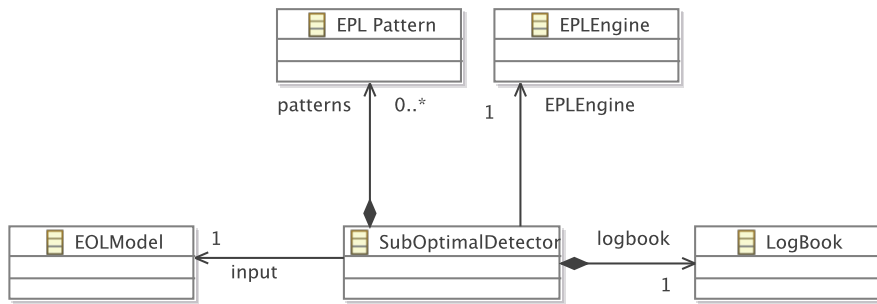 EPL Pattern
EPLEngine
patterns
0..*
1
EPLEngine
EOLModel
1
input
SubOptimalDetector
logbook
1
LogBook